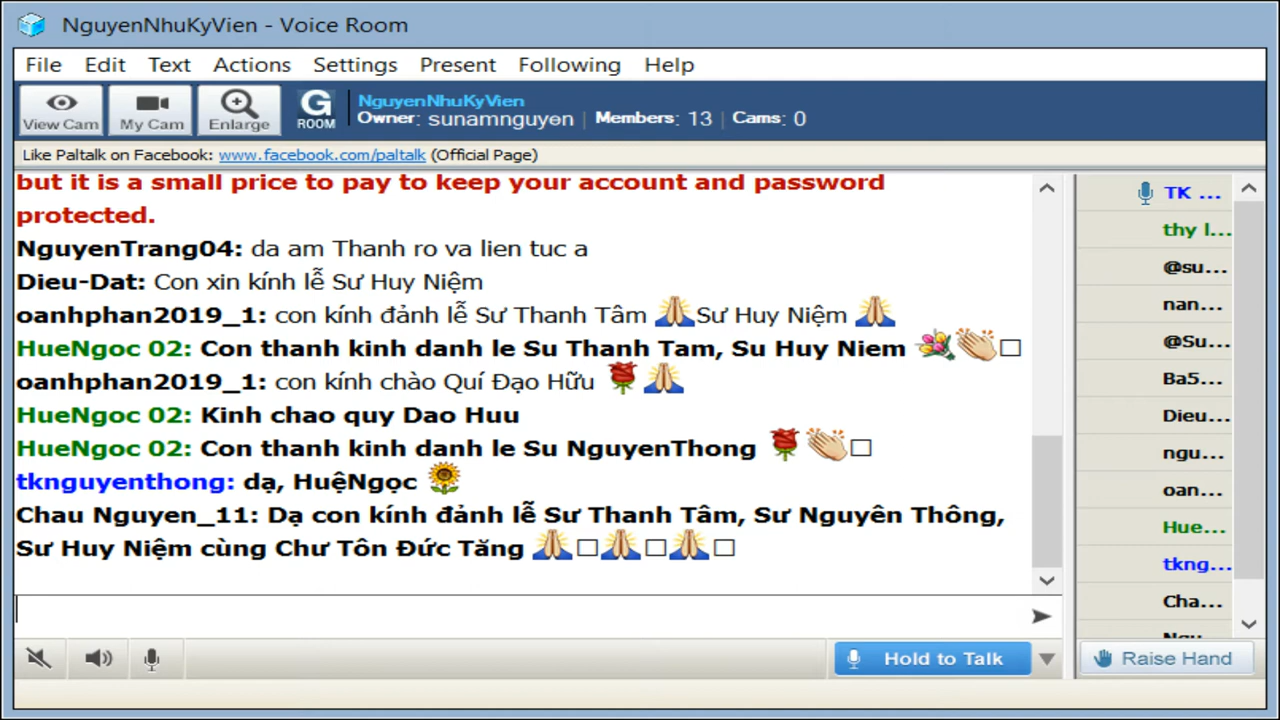 NguyenNhuKyVien - Voice Room
File Edit Text Actions Settings Present Following Help
View Cam My Cam Enlarge G ROOM
NguyenNhuKyVien
Owner: sunamnguyen Members: 13 Cams: 0
Like Paltalk on Facebook: www.facebook.com/paltalk (Official Page)
but it is a small price to pay to keep your account and password
protected.
NguyenTrang04: da am Thanh ro va lien tuc a
Dieu-Dat: Con xin kính lễ Sư Huy Niệm
oanhphan2019_1: con kính đảnh lễ Sư Thanh Tâm 🙏Sư Huy Niệm 🙏
HueNgoc 02: Con thanh kinh danh le Su Thanh Tam, Su Huy Niem 💐👏□
oanhphan2019_1: con kính chào Quí Đạo Hữu 🌹🙏
HueNgoc 02: Kinh chao quy Dao Huu
HueNgoc 02: Con thanh kinh danh le Su NguyenThong 🌹👏□
tknguyenthong: dạ, HuệNgọc 🌻
Chau Nguyen_11: Dạ con kính đảnh lễ Sư Thanh Tâm, Sư Nguyên Thông,
Sư Huy Niệm cùng Chư Tôn Đức Tăng 🙏□🙏□🙏□
TK ...
thy l...
@su...
nan...
@Su...
Ba5...
Dieu...
ngu...
oan...
Hue...
tkng...
Cha...
Hold to Talk
Raise Hand